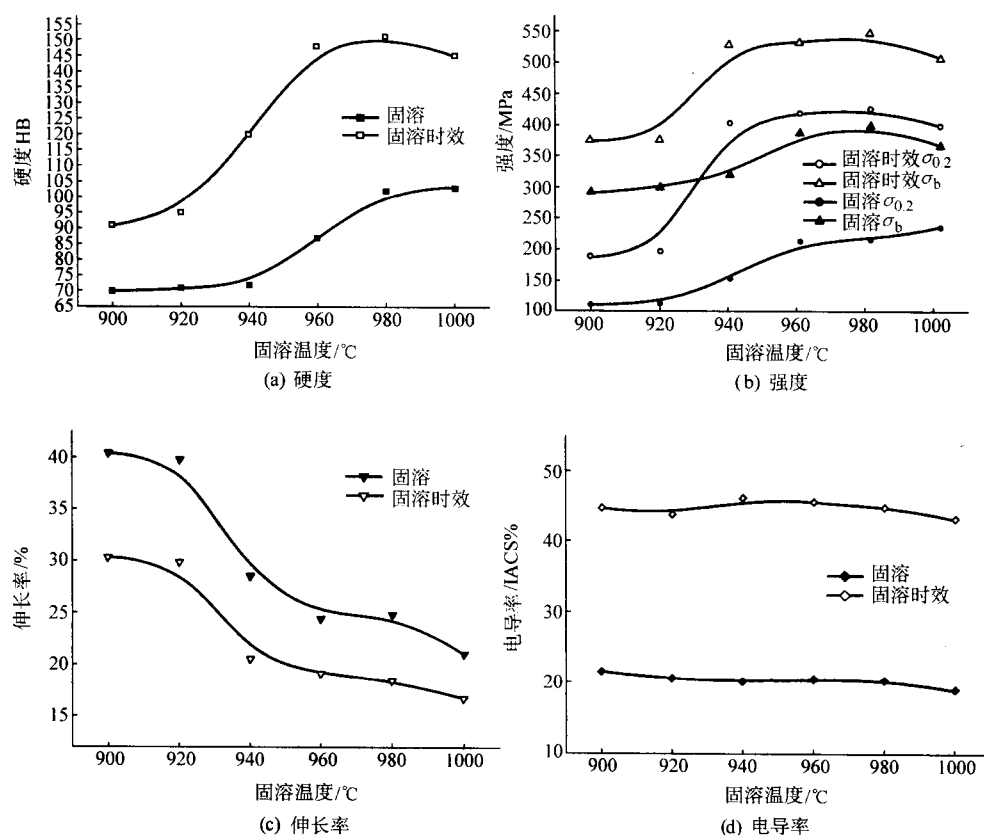 硬度 HB
155
150
145
140
135
130
125
120
115
110
105
100
95
90
85
80
75
70
65
固溶
固溶时效
900 920 940 960 980 1000
固溶温度/℃
(a) 硬度
强度/MPa
550
500
450
400
350
300
250
200
150
100
固溶时效σ0.2
固溶时效σb
固溶σ0.2
固溶σb
900 920 940 960 980 1000
固溶温度/℃
(b) 强度
伸长率/%
40
35
30
25
20
15
固溶
固溶时效
900 920 940 960 980 1000
固溶温度/℃
(c) 伸长率
电导率/IACS%
50
40
30
20
10
固溶
固溶时效
900 920 940 960 980 1000
固溶温度/℃
(d) 电导率